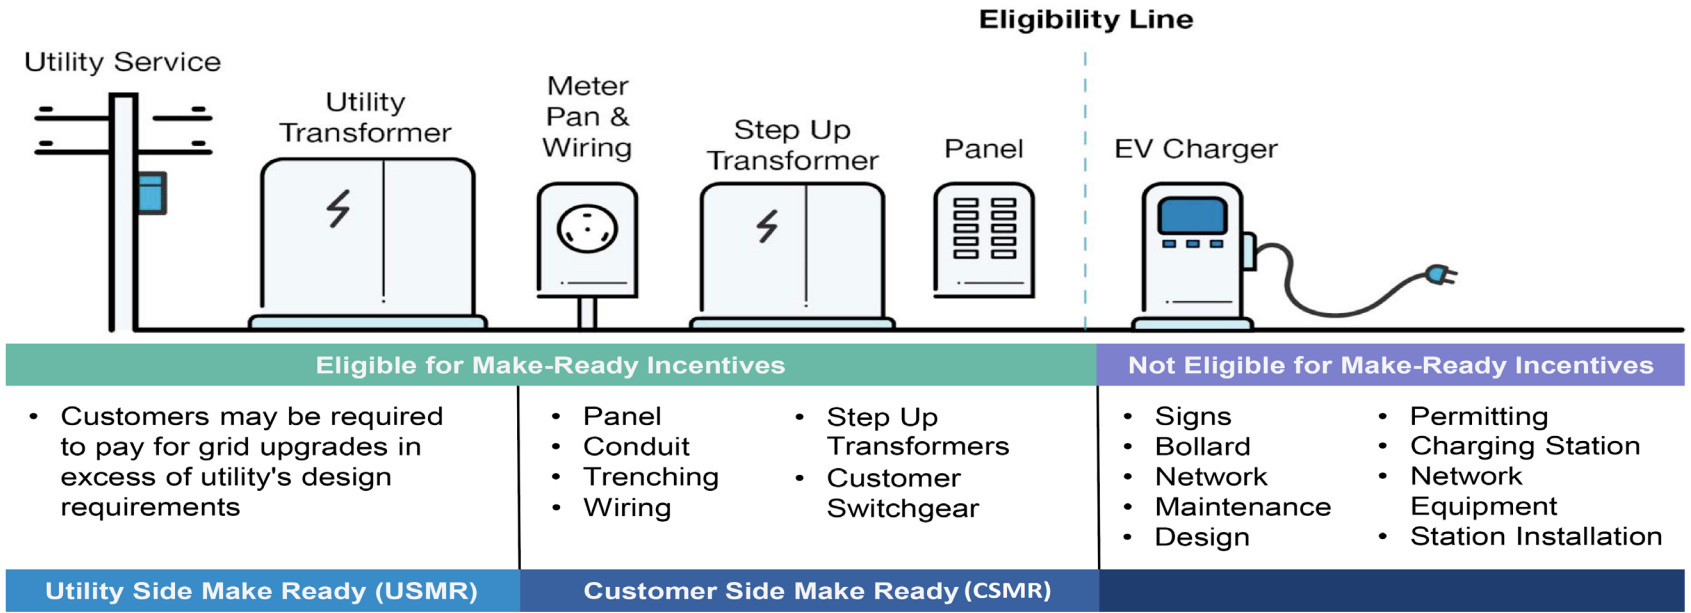 Eligibility Line
Utility Service
Utility
Transformer
Meter
Pan &
Wiring
Step Up
Transformer
Panel
EV Charger
Eligible for Make-Ready Incentives
Not Eligible for Make-Ready Incentives
• Customers may be required
to pay for grid upgrades in
excess of utility's design
requirements
• Panel
• Conduit
• Trenching
• Wiring
• Step Up
Transformers
• Customer
Switchgear
• Signs
• Bollard
• Network
• Maintenance
• Design
• Permitting
• Charging Station
• Network
Equipment
• Station Installation
Utility Side Make Ready (USMR)
Customer Side Make Ready (CSMR)